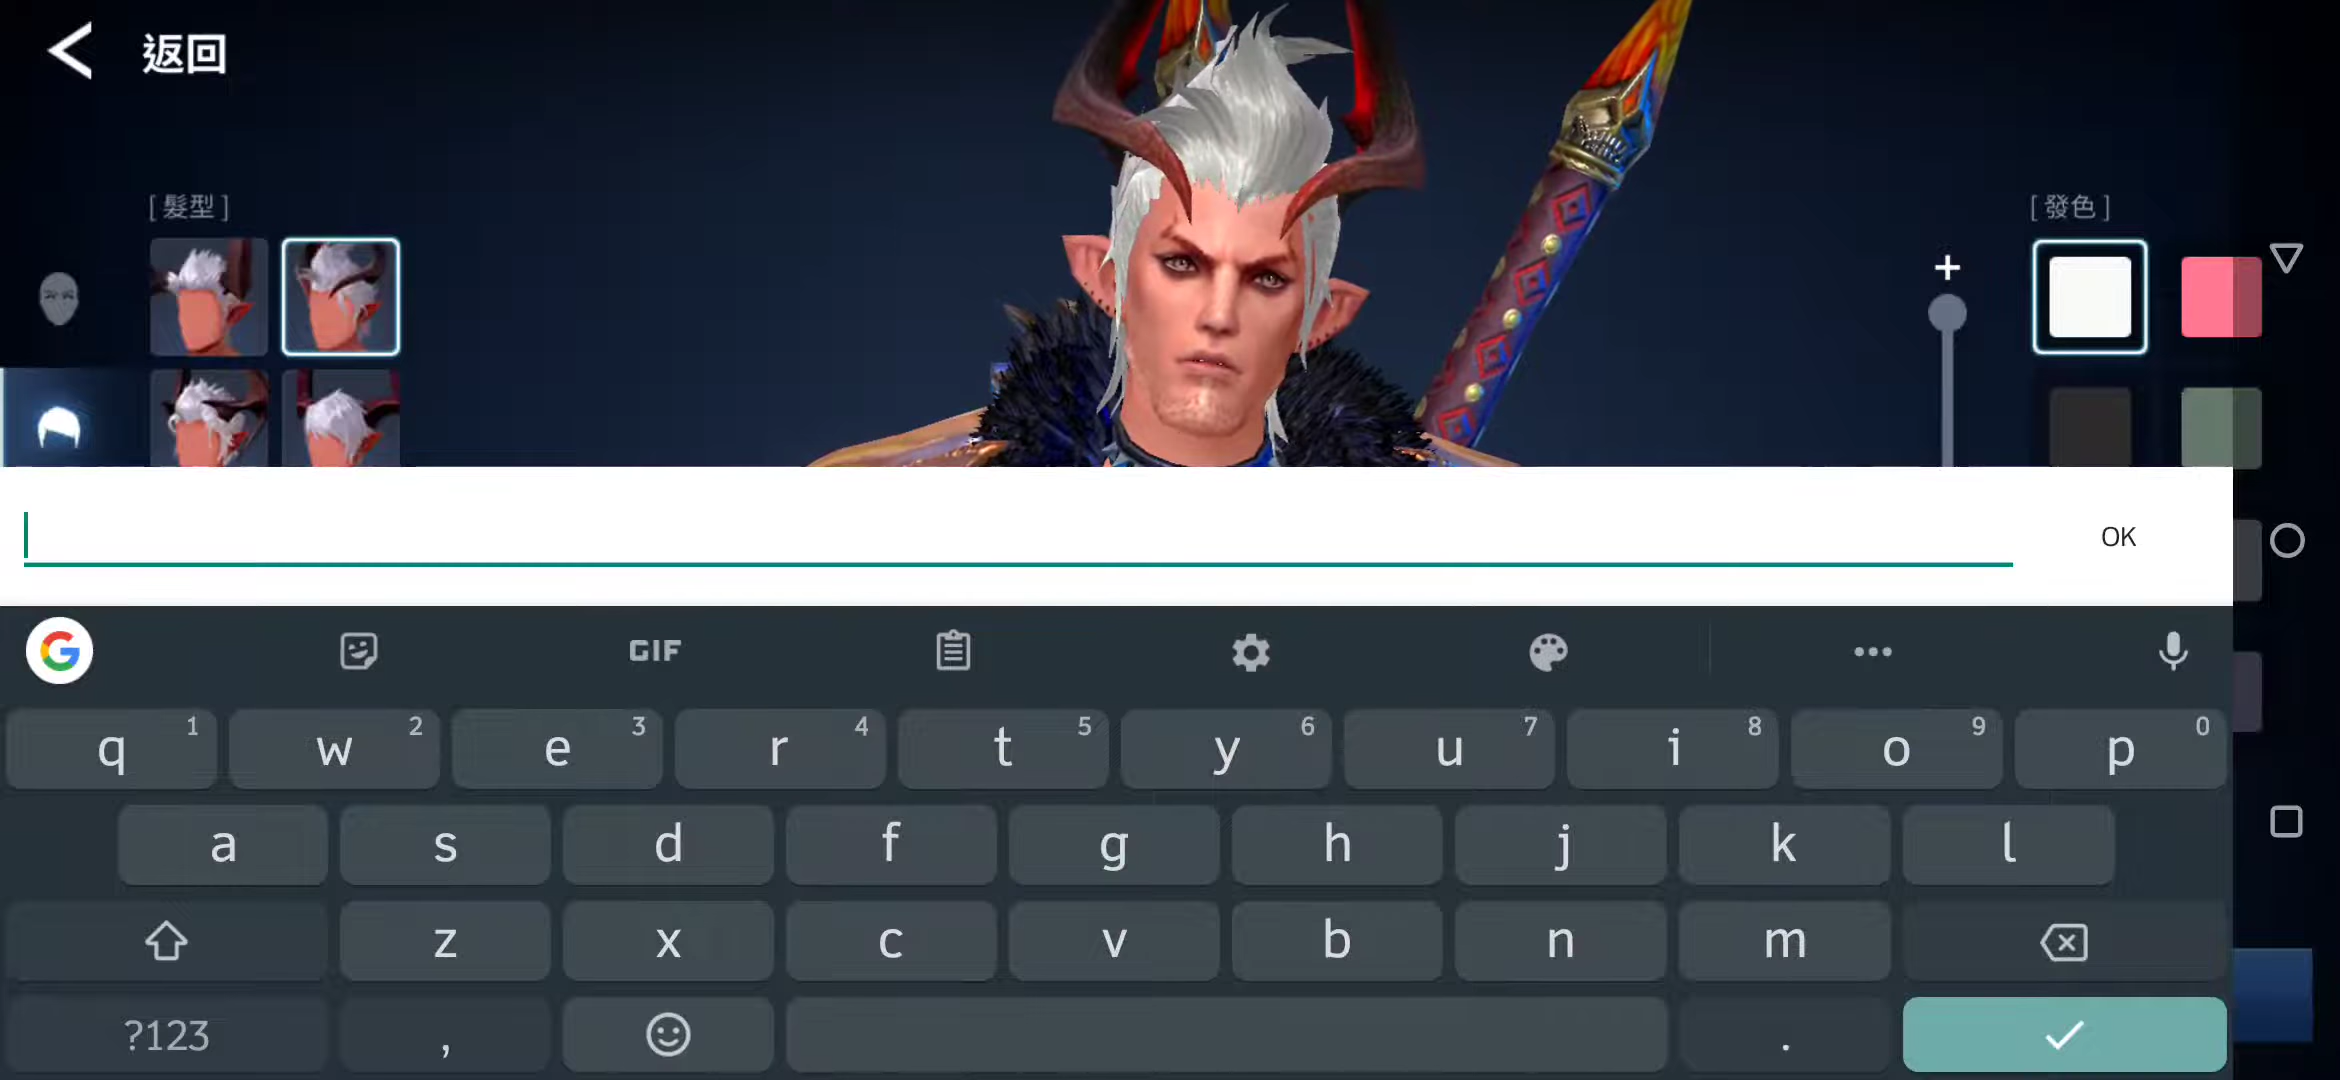 返回
[髮型]
[發色]
+
OK
G
GIF
q 1 w 2 e 3 r 4 t 5 y 6 u 7 i 8 o 9 p 0
a s d f g h j k l
z x c v b n m
?123 , .